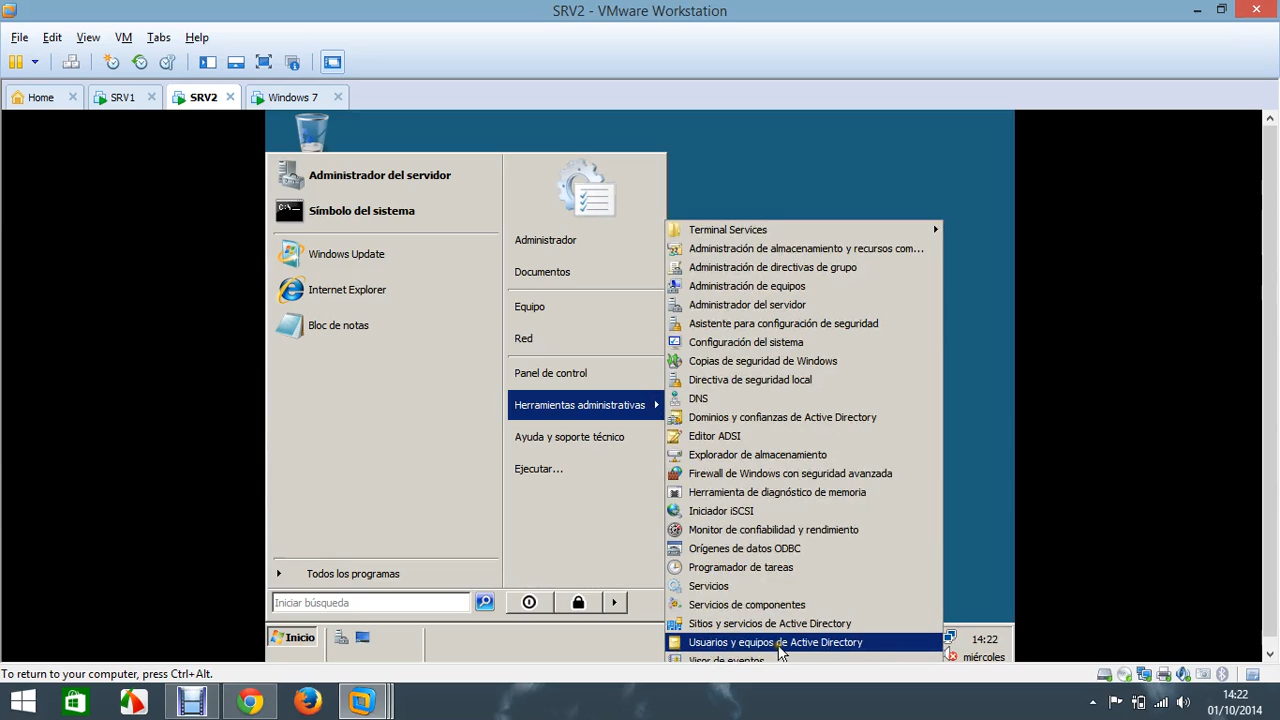 SRV2 - VMware Workstation
File Edit View VM Tabs Help
Home SRV1 SRV2 Windows 7
Administrador del servidor
Símbolo del sistema
Windows Update
Internet Explorer
Bloc de notas
Todos los programas
Iniciar búsqueda
Administrador
Documentos
Equipo
Red
Panel de control
Herramientas administrativas
Ayuda y soporte técnico
Ejecutar...
Terminal Services
Administración de almacenamiento y recursos com...
Administración de directivas de grupo
Administración de equipos
Administrador del servidor
Asistente para configuración de seguridad
Configuración del sistema
Copias de seguridad de Windows
Directiva de seguridad local
DNS
Dominios y confianzas de Active Directory
Editor ADSI
Explorador de almacenamiento
Firewall de Windows con seguridad avanzada
Herramienta de diagnóstico de memoria
Iniciador iSCSI
Monitor de confiabilidad y rendimiento
Orígenes de datos ODBC
Programador de tareas
Servicios
Servicios de componentes
Sitios y servicios de Active Directory
Usuarios y equipos de Active Directory
Visor de eventos
Inicio
14:22
miércoles
To return to your computer, press Ctrl+Alt.
14:22
01/10/2014